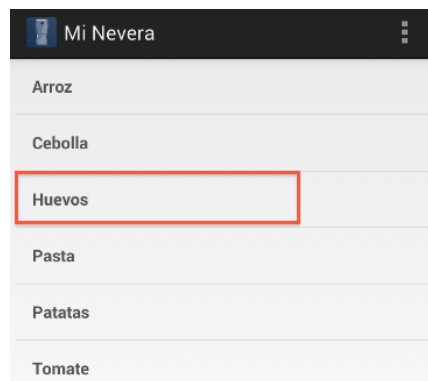 Mi Nevera
Arroz
Cebolla
Huevos
Pasta
Patatas
Tomate